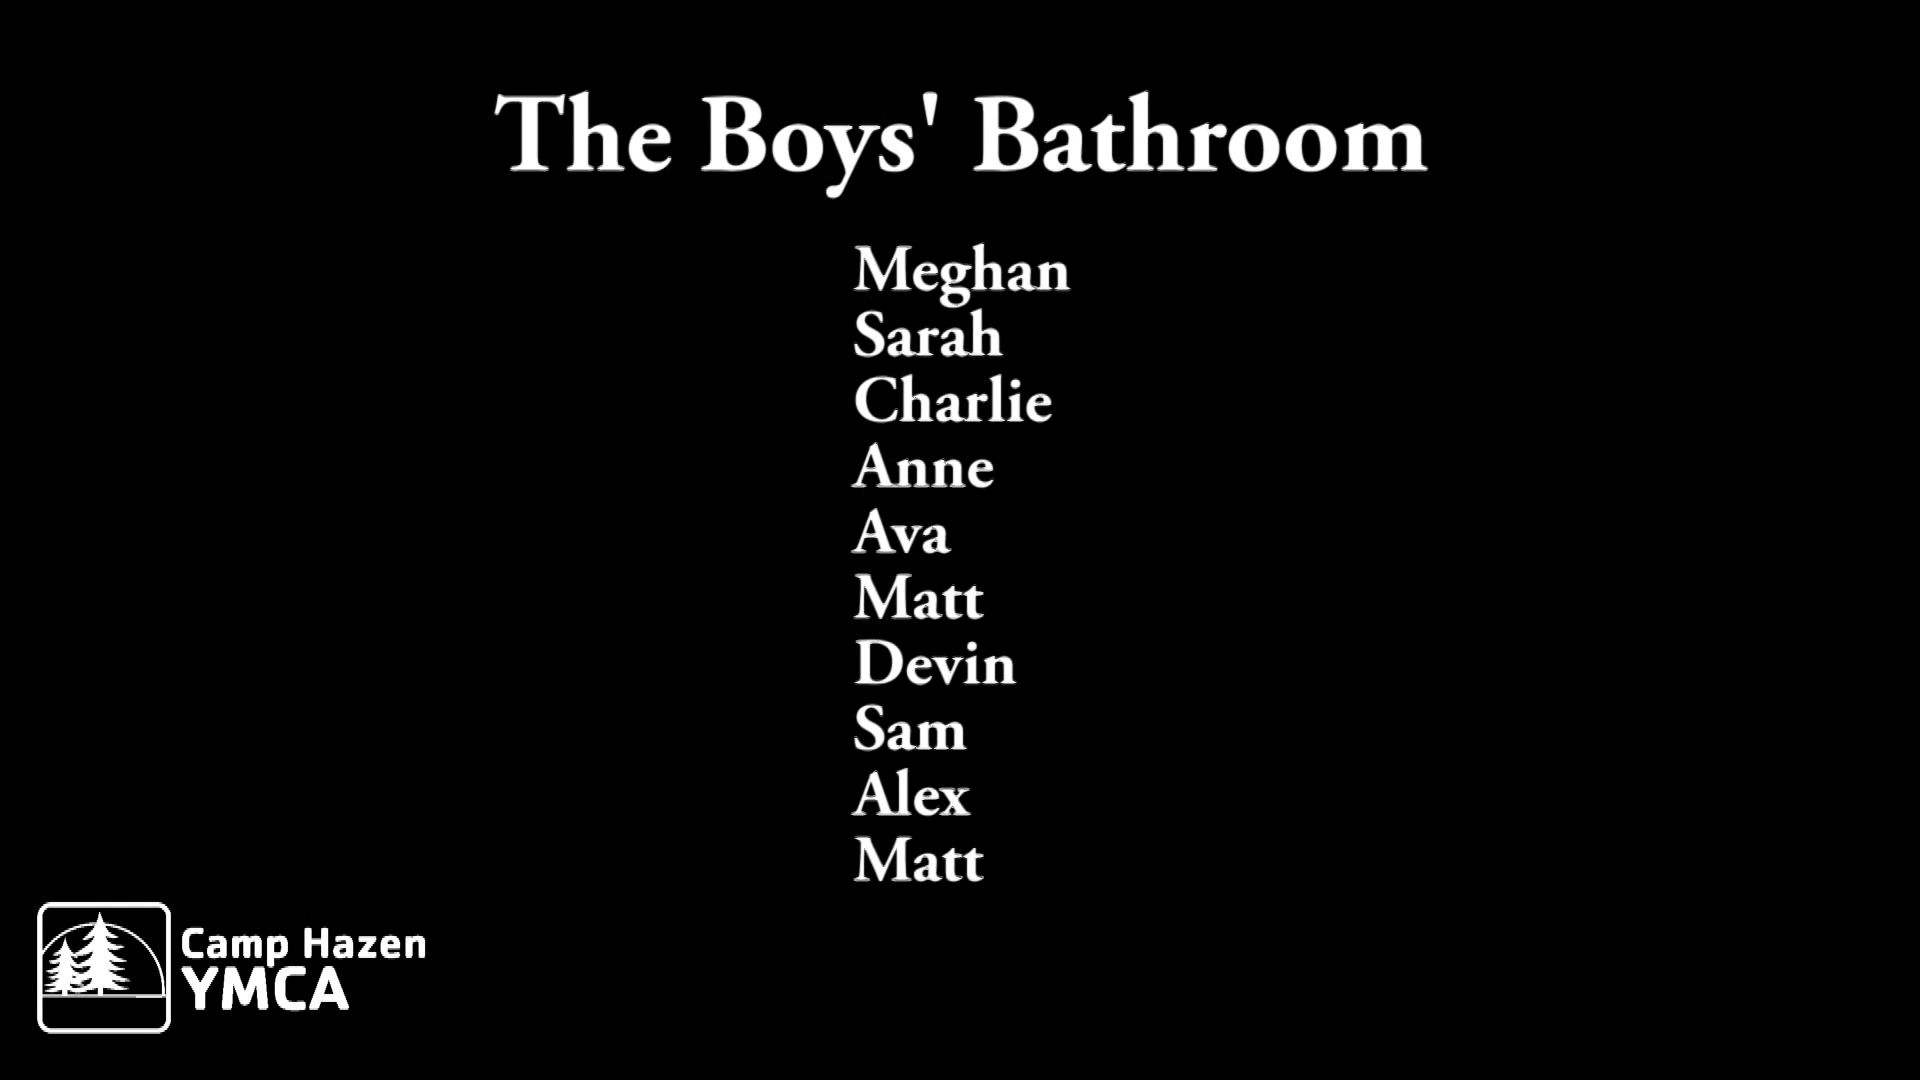 The Boys' Bathroom
Meghan
Sarah
Charlie
Anne
Ava
Matt
Devin
Sam
Alex
Matt
Camp Hazen
YMCA